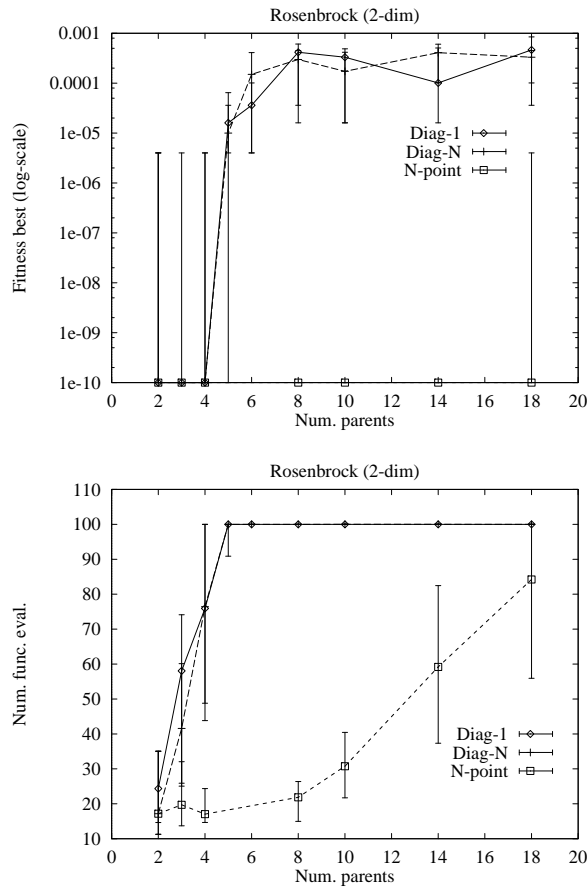 Rosenbrock (2-dim)
0.001
0.0001
1e-05
1e-06
1e-07
1e-08
1e-09
1e-10
Fitness best (log-scale)
Diag-1
Diag-N
N-point
0 2 4 6 8 10 12 14 16 18 20
Num. parents
Rosenbrock (2-dim)
110
100
90
80
70
60
50
40
30
20
10
Num. func. eval.
Diag-1
Diag-N
N-point
0 2 4 6 8 10 12 14 16 18 20
Num. parents